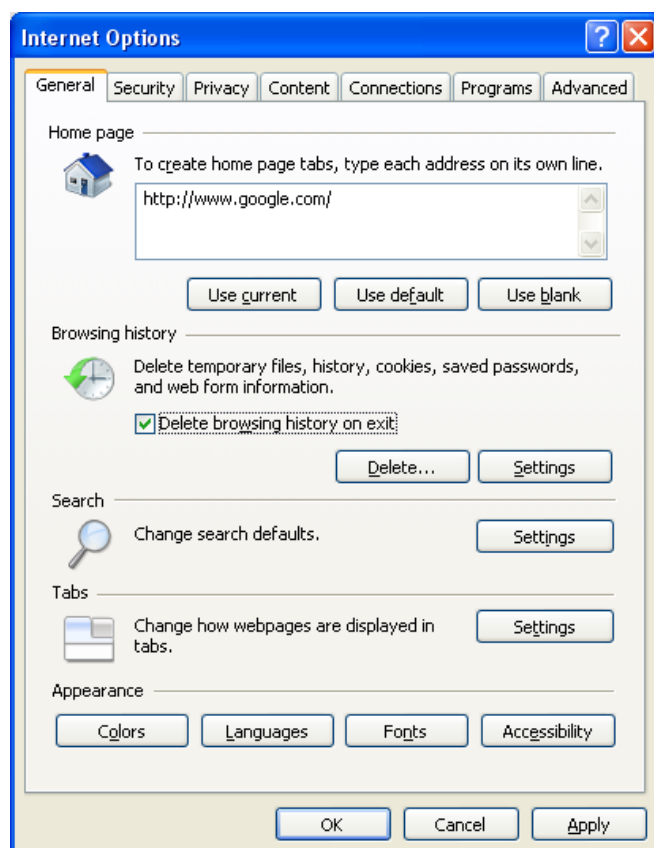 Internet Options
General Security Privacy Content Connections Programs Advanced
Home page
To create home page tabs, type each address on its own line.
http://www.google.com/
Use current Use default Use blank
Browsing history
Delete temporary files, history, cookies, saved passwords,
and web form information.
Delete browsing history on exit
Delete... Settings
Search
Change search defaults. Settings
Tabs
Change how webpages are displayed in Settings
tabs.
Appearance
Colors Languages Fonts Accessibility
OK Cancel Apply